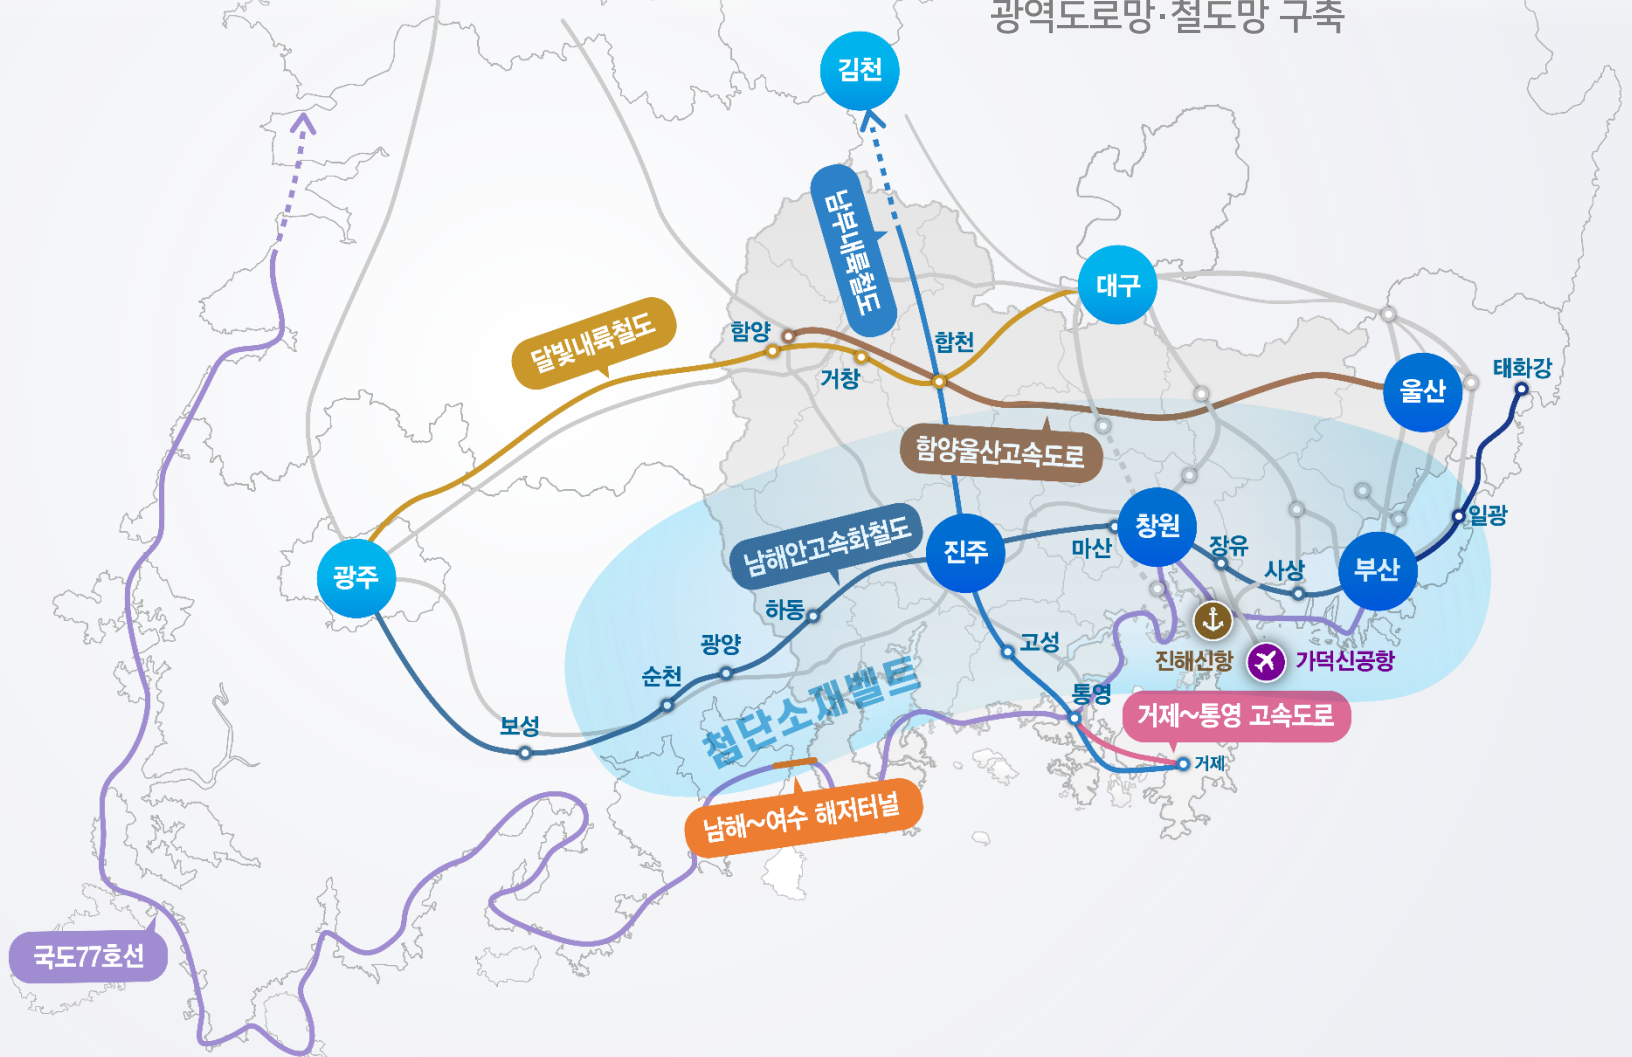 광역도로망·철도망 구축
김천
남부내륙철도
대구
달빛내륙철도
함양
거창
합천
울산
태화강
함양울산고속도로
남해안고속화철도
진주
창원
마산
장유
사상
부산
일광
광주
하동
광양
순천
보성
고성
통영
진해신항
가덕신공항
첨단소재벨트
거제~통영 고속도로
거제
남해~여수 해저터널
국도77호선